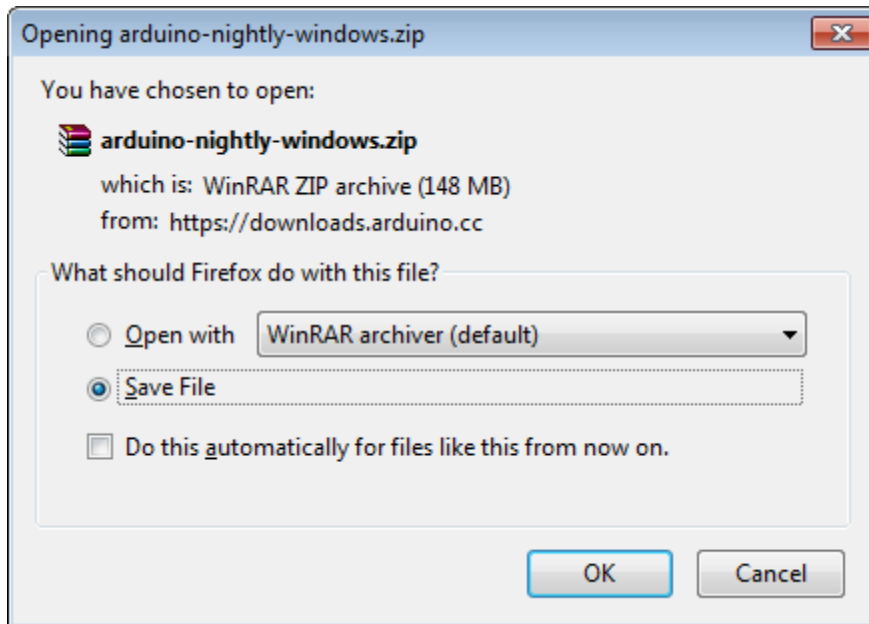 Opening arduino-nightly-windows.zip
You have chosen to open:
arduino-nightly-windows.zip
which is: WinRAR ZIP archive (148 MB)
from: https://downloads.arduino.cc
What should Firefox do with this file?
Open with WinRAR archiver (default)
Save File
Do this automatically for files like this from now on.
OK Cancel